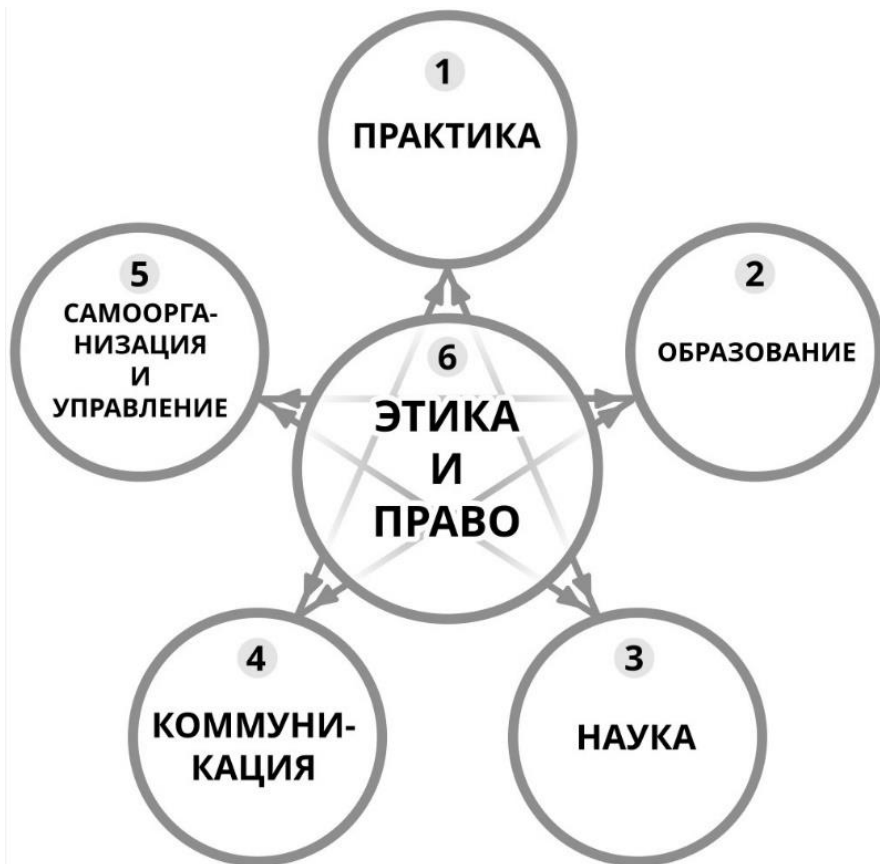 1
ПРАКТИКА
2
ОБРАЗОВАНИЕ
3
НАУКА
4
КОММУНИ-
КАЦИЯ
5
САМООРГА-
НИЗАЦИЯ
И
УПРАВЛЕНИЕ
6
ЭТИКА
И
ПРАВО